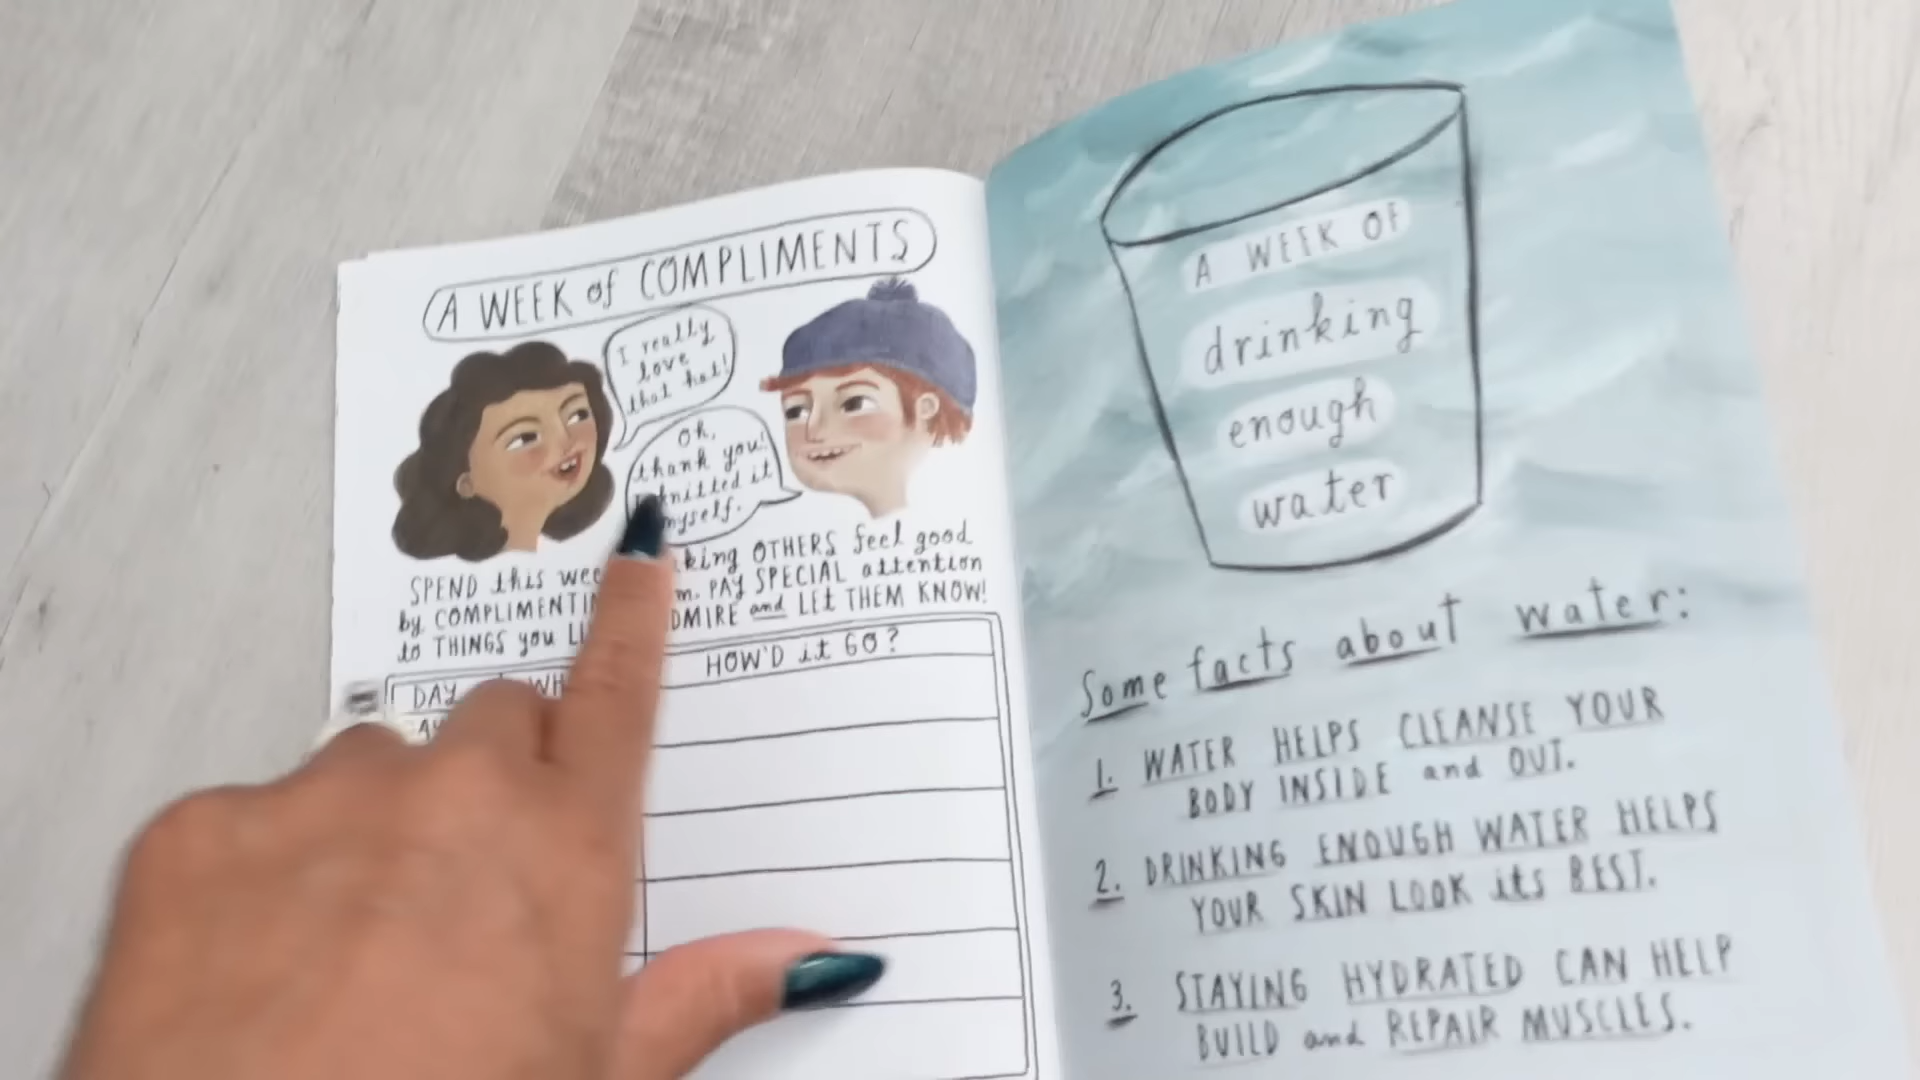 A WEEK of COMPLIMENTS
I really
love
that hat!
Oh,
thank you!
knitted it
myself.
SPEND this OTHERS feel good
by PAY SPECIAL attention
to THINGS you and LET THEM KNOW!
DAY HOW'D it GO?
A WEEK OF
drinking
enough
water
Some facts about water:
1. WATER HELPS CLEANSE YOUR
BODY INSIDE and OUT.
2. DRINKING ENOUGH WATER HELPS
YOUR SKIN LOOK its BEST.
3. STAYING HYDRATED CAN HELP
BUILD and REPAIR MUSCLES.